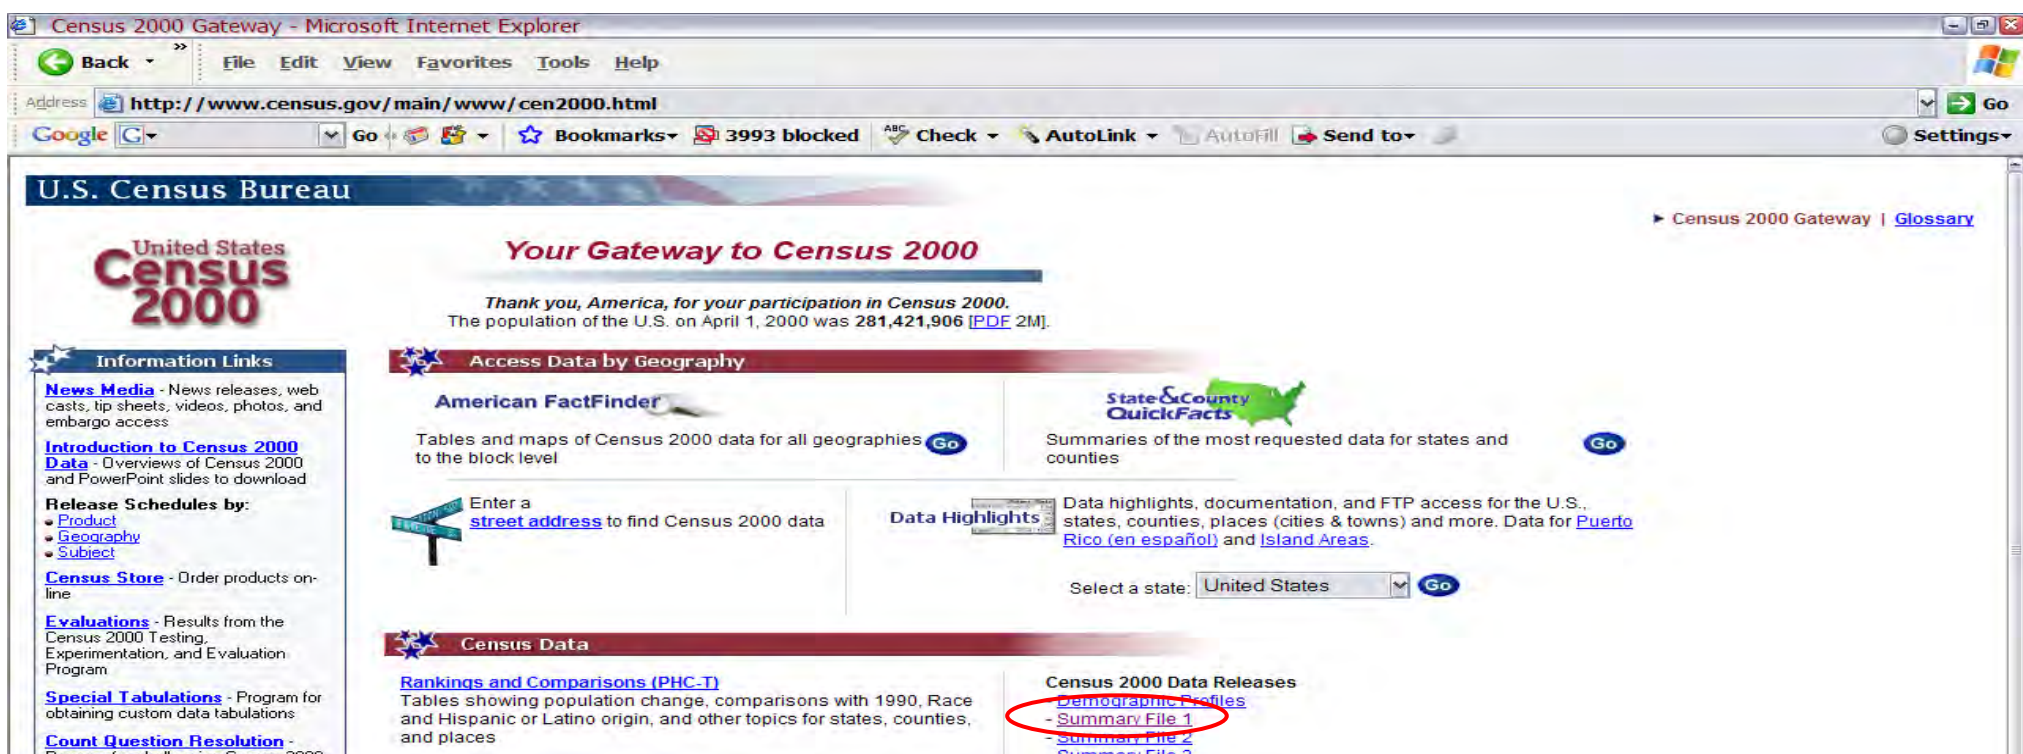 Census 2000 Gateway - Microsoft Internet Explorer
Back » File Edit View Favorites Tools Help
Address http://www.census.gov/main/www/cen2000.html Go
Google G Go Bookmarks 3993 blocked ABC Check AutoLink AutoFill Send to Settings
U.S. Census Bureau
Census 2000 Gateway | Glossary
United States
Census
2000
Your Gateway to Census 2000
Thank you, America, for your participation in Census 2000.
The population of the U.S. on April 1, 2000 was 281,421,906 [PDF 2M].
Information Links
News Media - News releases, web
casts, tip sheets, videos, photos, and
embargo access
Introduction to Census 2000
Data - Overviews of Census 2000
and PowerPoint slides to download
Release Schedules by:
Product
Geography
Subject
Census Store - Order products on-
line
Evaluations - Results from the
Census 2000 Testing,
Experimentation, and Evaluation
Program
Special Tabulations - Program for
obtaining custom data tabulations
Count Question Resolution -
Access Data by Geography
American FactFinder
Tables and maps of Census 2000 data for all geographies Go
to the block level
State & County
QuickFacts
Summaries of the most requested data for states and Go
counties
Enter a
street address to find Census 2000 data
Data Highlights
Data highlights, documentation, and FTP access for the U.S.,
states, counties, places (cities & towns) and more. Data for Puerto
Rico (en español) and Island Areas.
Select a state: United States Go
Census Data
Rankings and Comparisons (PHC-T)
Tables showing population change, comparisons with 1990, Race
and Hispanic or Latino origin, and other topics for states, counties,
and places
Census 2000 Data Releases
- Demographic Profiles
- Summary File 1
- Summary File 2